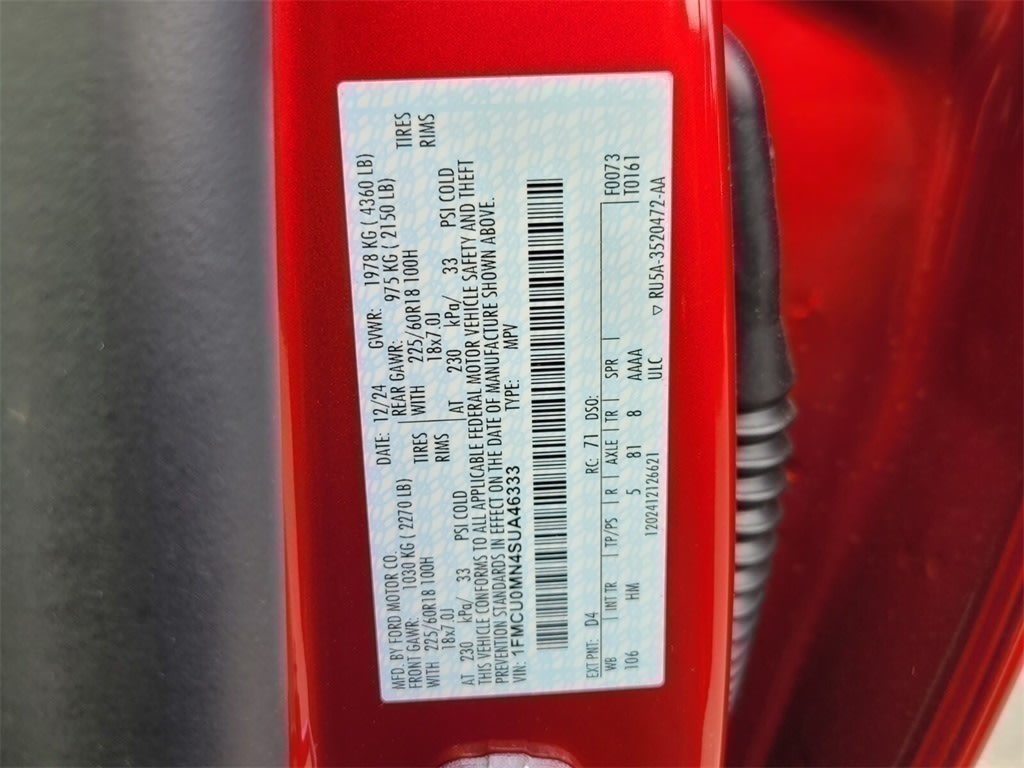 MFD. BY FORD MOTOR CO. DATE: 12/24 GVWR: 1978 KG ( 4360 LB)
FRONT GAWR: 1030 KG ( 2270 LB) REAR GAWR: 975 KG ( 2150 LB)
WITH 225/60R18 100H TIRES WITH 225/60R18 100H TIRES
18x7.0J RIMS 18x7.0J RIMS
AT 230 kPa/ 33 PSI COLD AT 230 kPa/ 33 PSI COLD
THIS VEHICLE CONFORMS TO ALL APPLICABLE FEDERAL MOTOR VEHICLE SAFETY AND THEFT
PREVENTION STANDARDS IN EFFECT ON THE DATE OF MANUFACTURE SHOWN ABOVE.
VIN: 1FMCU0MN4SUA46333 TYPE: MPV
EXT PNT: D4 RC: 71 DSO: F0073
WB INT TR TP/PS R AXLE TR SPR T0161
106 HM 5 81 8 AAAA
1202412126621 ULC
▽ RU5A-3520472-AA